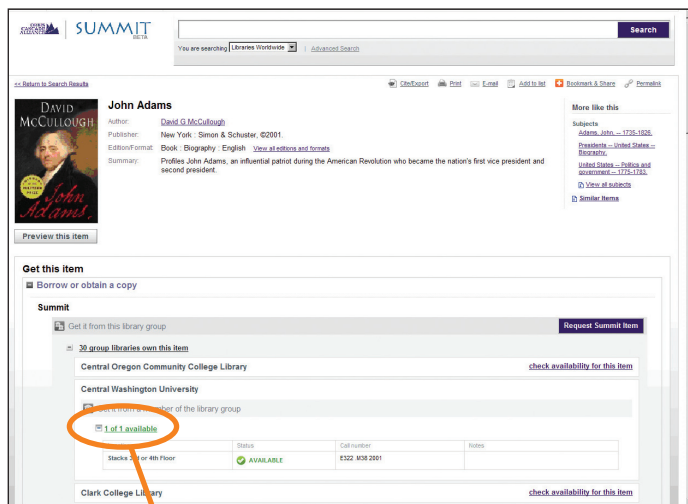 ORBIS CASCADE ALLIANCE
SUMMIT
BETA
Search
You are searching Libraries Worldwide | Advanced Search
<< Return to Search Results
Cite/Export Print E-mail Add to list Bookmark & Share Permalink
DAVID McCULLOUGH
John Adams
Preview this item
John Adams
Author: David G McCullough
Publisher: New York : Simon & Schuster, ©2001.
Edition/Format: Book : Biography : English View all editions and formats
Summary: Profiles John Adams, an influential patriot during the American Revolution who became the nation's first vice president and
second president.
More like this
Subjects
Adams, John, -- 1735-1826.
Presidents -- United States --
Biography.
United States -- Politics and
government -- 1775-1783.
View all subjects
Similar Items
Get this item
Borrow or obtain a copy
Summit
Get it from this library group
Request Summit Item
30 group libraries own this item
Central Oregon Community College Library check availability for this item
Central Washington University
Get it from a member of the library group
1 of 1 available
Status Call number Notes
Stacks or 4th Floor AVAILABLE E322 .M38 2001
Clark College Library check availability for this item